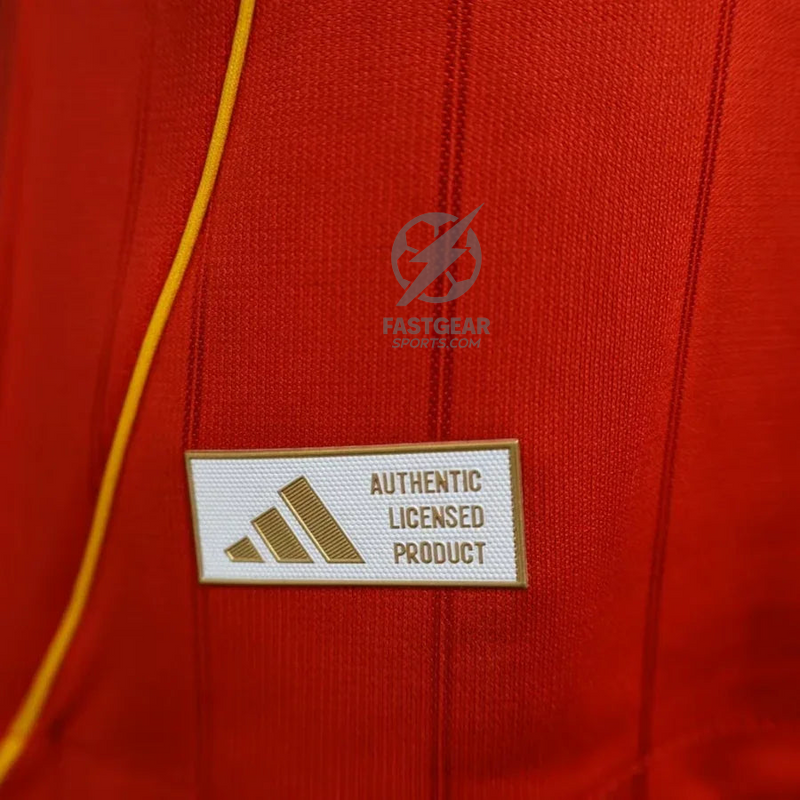 FASTGEAR
SPORTS.COM
AUTHENTIC
LICENSED
PRODUCT